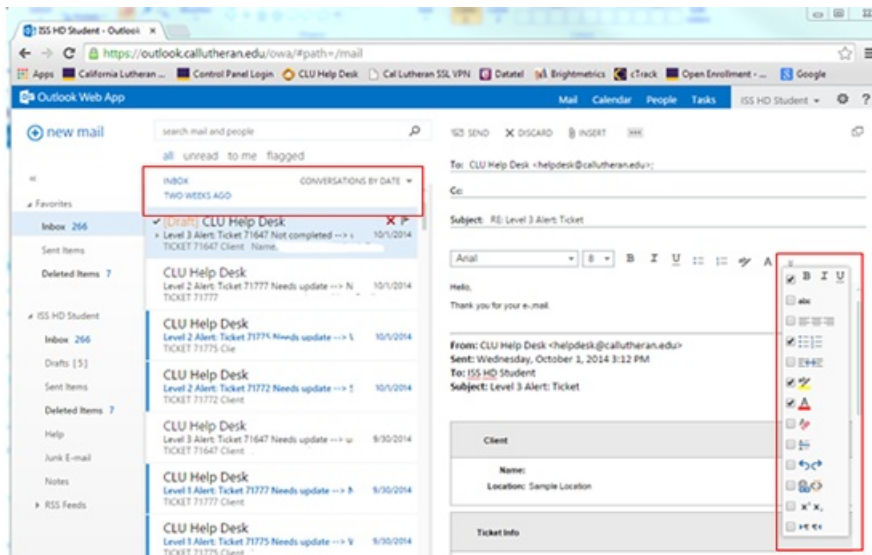 ISS HD Student - Outlook
https://outlook.callutheran.edu/owa/#path=/mail
Apps California Lutheran ... Control Panel Login CLU Help Desk Cal Lutheran SSL VPN Datatel Brightmetrics cTrack Open Enrollment - ... Google
Outlook Web App
Mail Calendar People Tasks ISS HD Student ?
new mail
search mail and people
SEND DISCARD INSERT
all unread to me flagged
To: CLU Help Desk <helpdesk@callutheran.edu>;
INBOX CONVERSATIONS BY DATE
TWO WEEKS AGO
Cc:
Favorites
Inbox 266
Sent Items
Deleted Items 7
ISS HD Student
Inbox 266
Drafts [5]
Sent Items
Deleted Items 7
Help
Junk E-mail
Notes
RSS Feeds
[Draft] CLU Help Desk
Level 3 Alert: Ticket 71647 Not completed --> 10/1/2014
TICKET 71647 Client Name,
CLU Help Desk
Level 2 Alert: Ticket 71777 Needs update --> N 10/1/2014
TICKET 71777
CLU Help Desk
Level 2 Alert: Ticket 71775 Needs update --> 10/1/2014
TICKET 71775 Clie
CLU Help Desk
Level 2 Alert: Ticket 71772 Needs update --> 10/1/2014
TICKET 71772 Client
CLU Help Desk
Level 3 Alert: Ticket 71647 Needs update --> 9/30/2014
TICKET 71647 Client
CLU Help Desk
Level 1 Alert: Ticket 71777 Needs update --> 9/30/2014
TICKET 71777 Client
CLU Help Desk
Level 1 Alert: Ticket 71775 Needs update --> 9/30/2014
TICKET 71775 Client
Subject: RE: Level 3 Alert: Ticket
Arial 8 B I U A
B I U
abc
A
x² x₂
Hello,
Thank you for your e-mail.
From: CLU Help Desk <helpdesk@callutheran.edu>
Sent: Wednesday, October 1, 2014 3:12 PM
To: ISS HD Student
Subject: Level 3 Alert: Ticket
Client
Name:
Location: Sample Location
Ticket Info